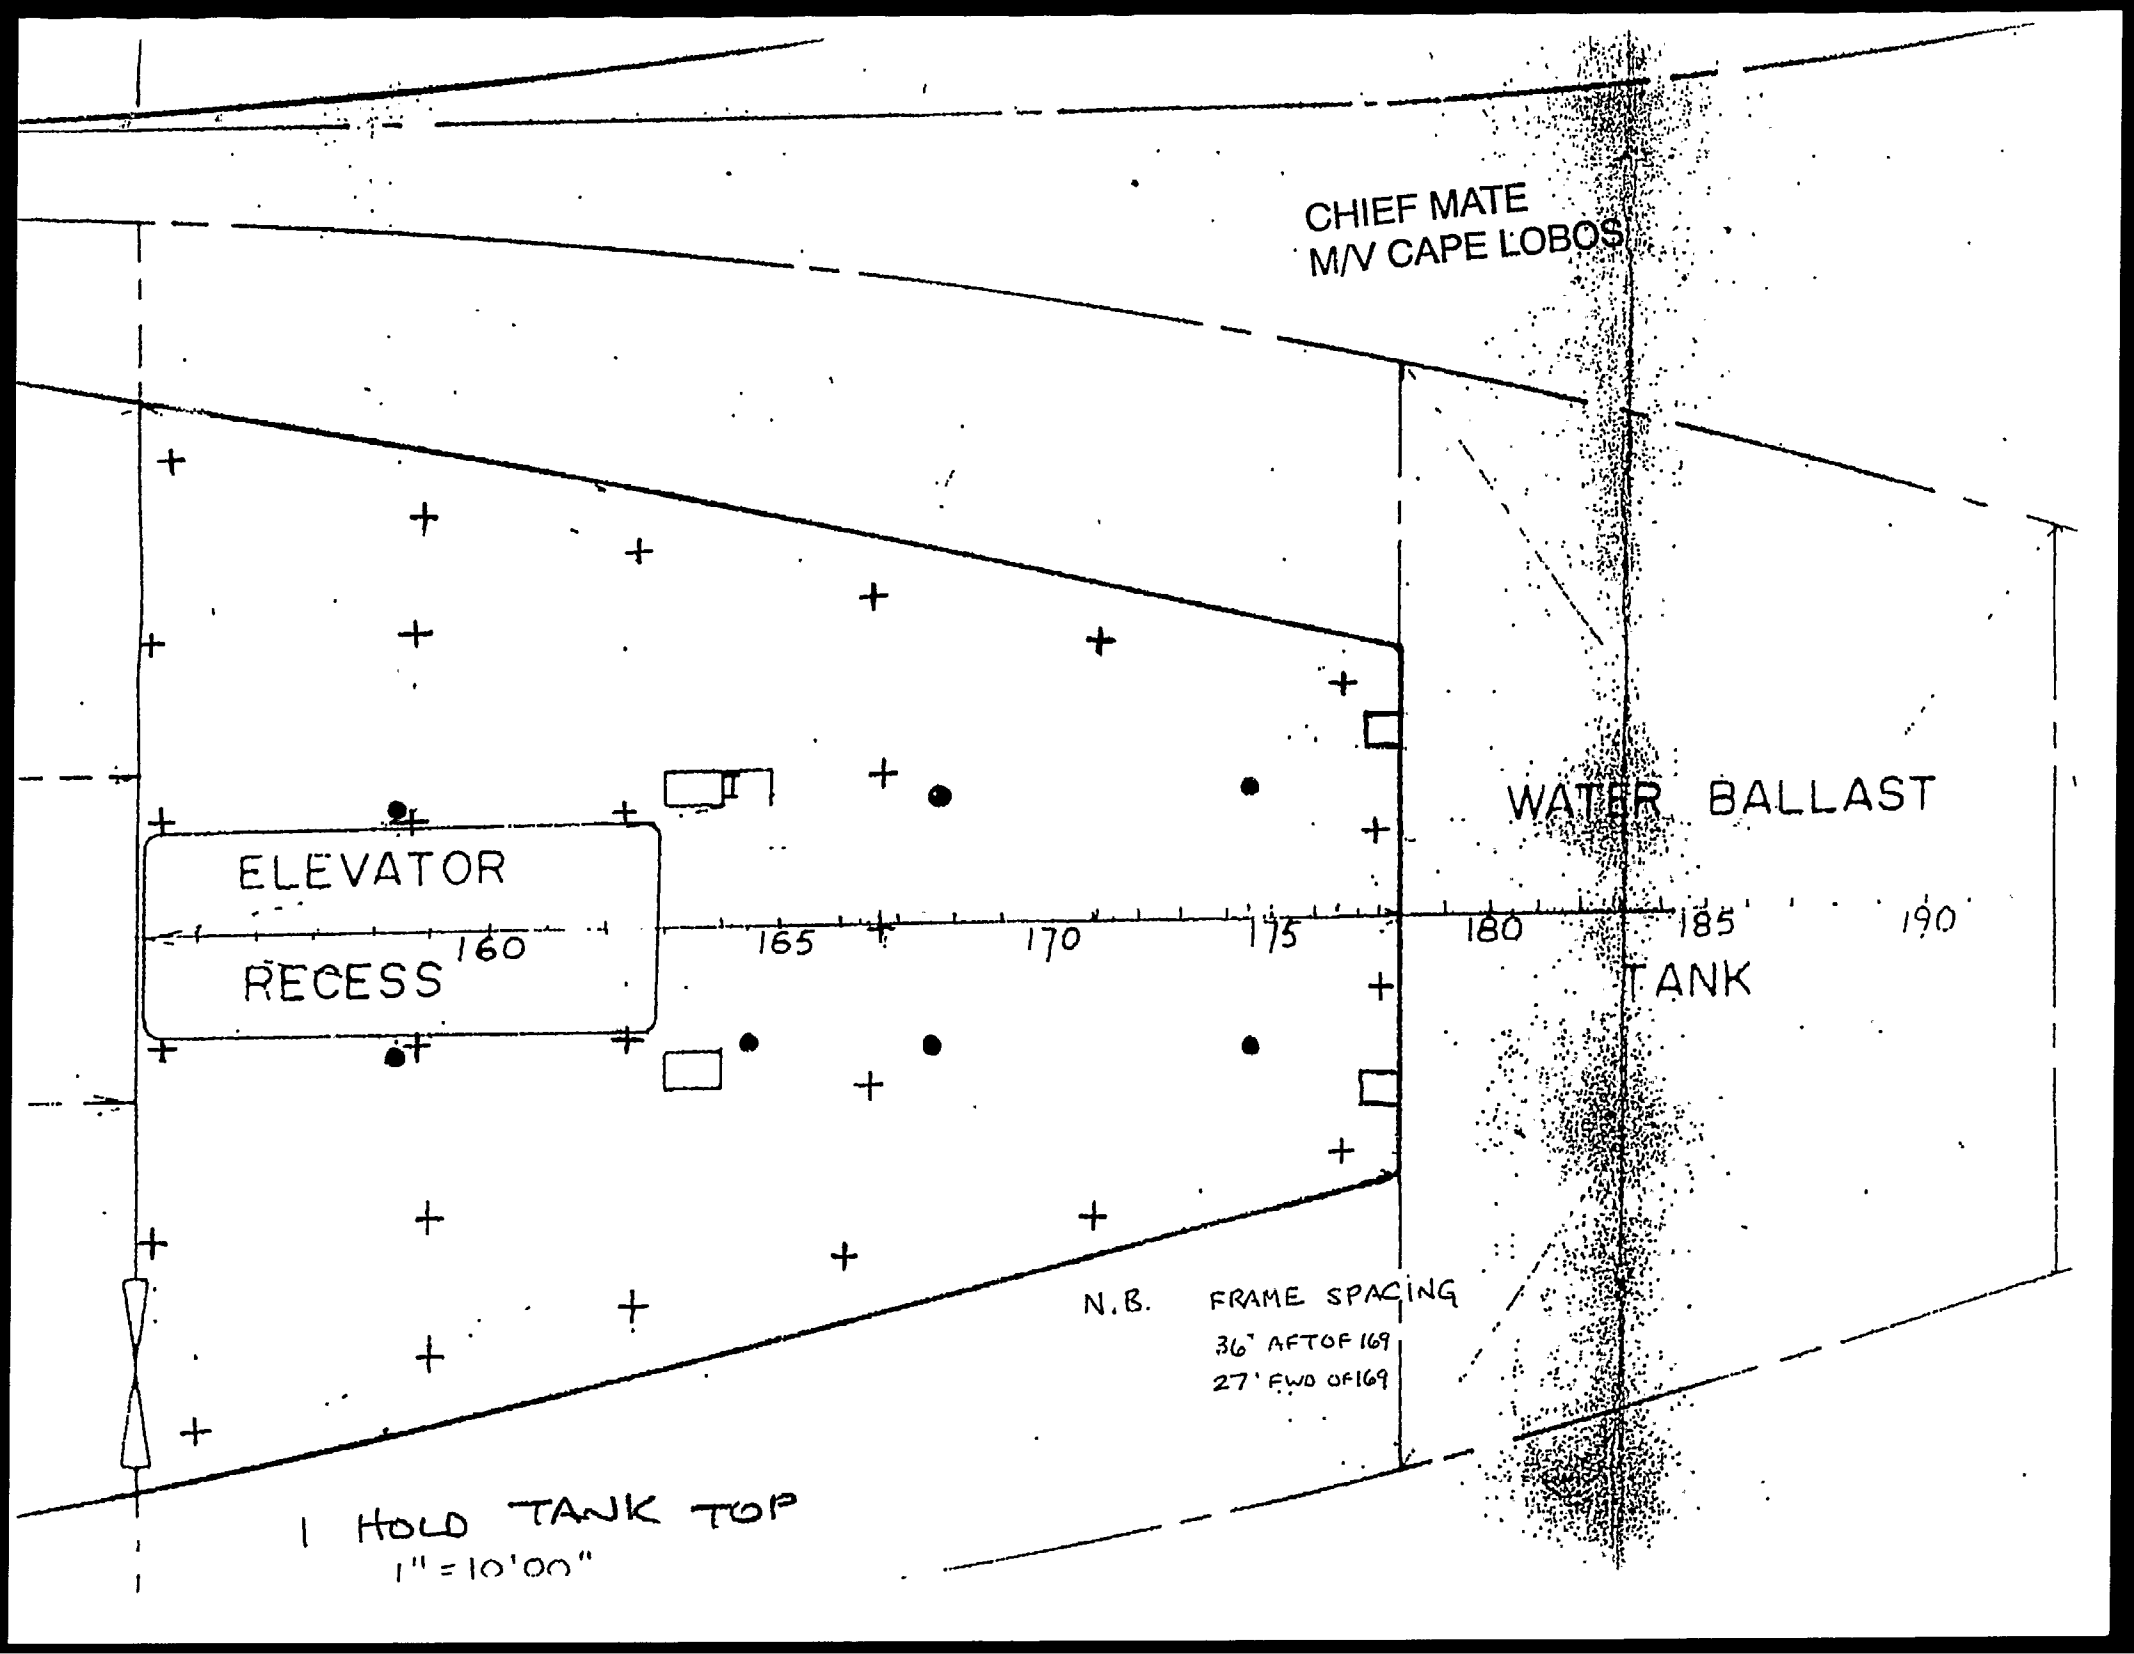 CHIEF MATE
M/V CAPE LOBOS
WATER BALLAST
ELEVATOR
160 165 170 175 180 185 190
RECESS
TANK
N.B. FRAME SPACING
36" AFT OF 169
27" FWD OF 169
1 HOLD TANK TOP
1" = 10'00"